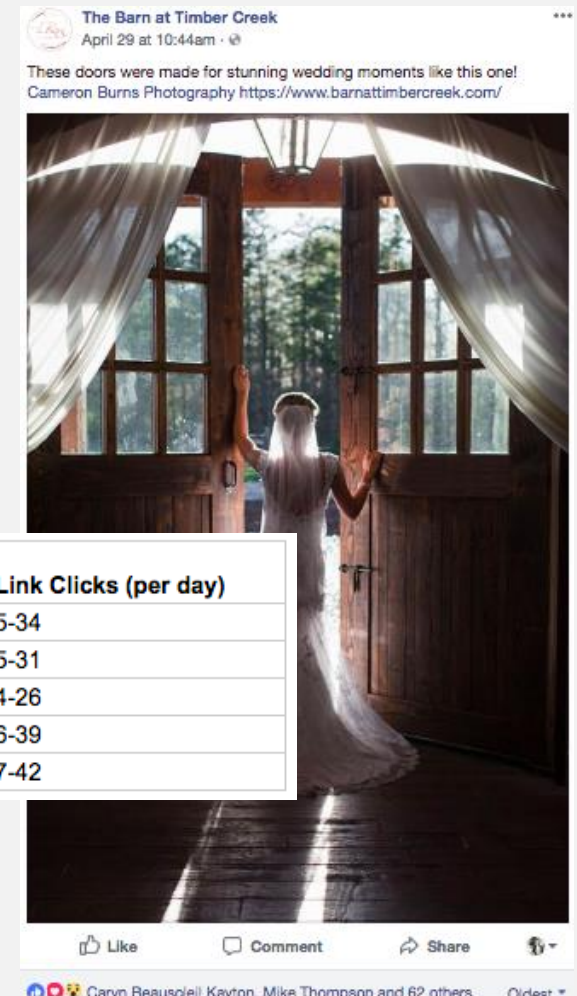 The Barn at Timber Creek
April 29 at 10:44am ·
These doors were made for stunning wedding moments like this one!
Cameron Burns Photography https://www.barnattimbercreek.com/
Link Clicks (per day)
5-34
5-31
4-26
6-39
7-42
Like Comment Share
Caryn Beausoleil Kayton, Mike Thompson and 62 others Oldest